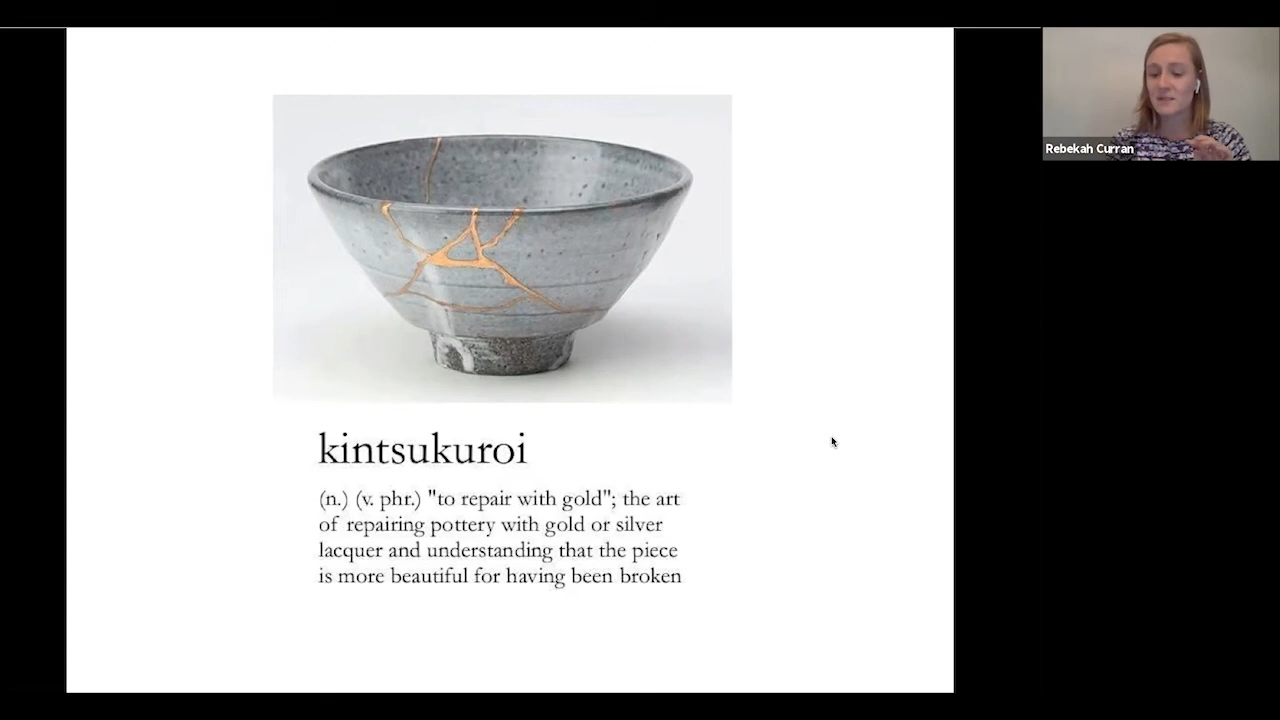 Rebekah Curran
kintsukuroi
(n.) (v. phr.) "to repair with gold"; the art
of repairing pottery with gold or silver
lacquer and understanding that the piece
is more beautiful for having been broken